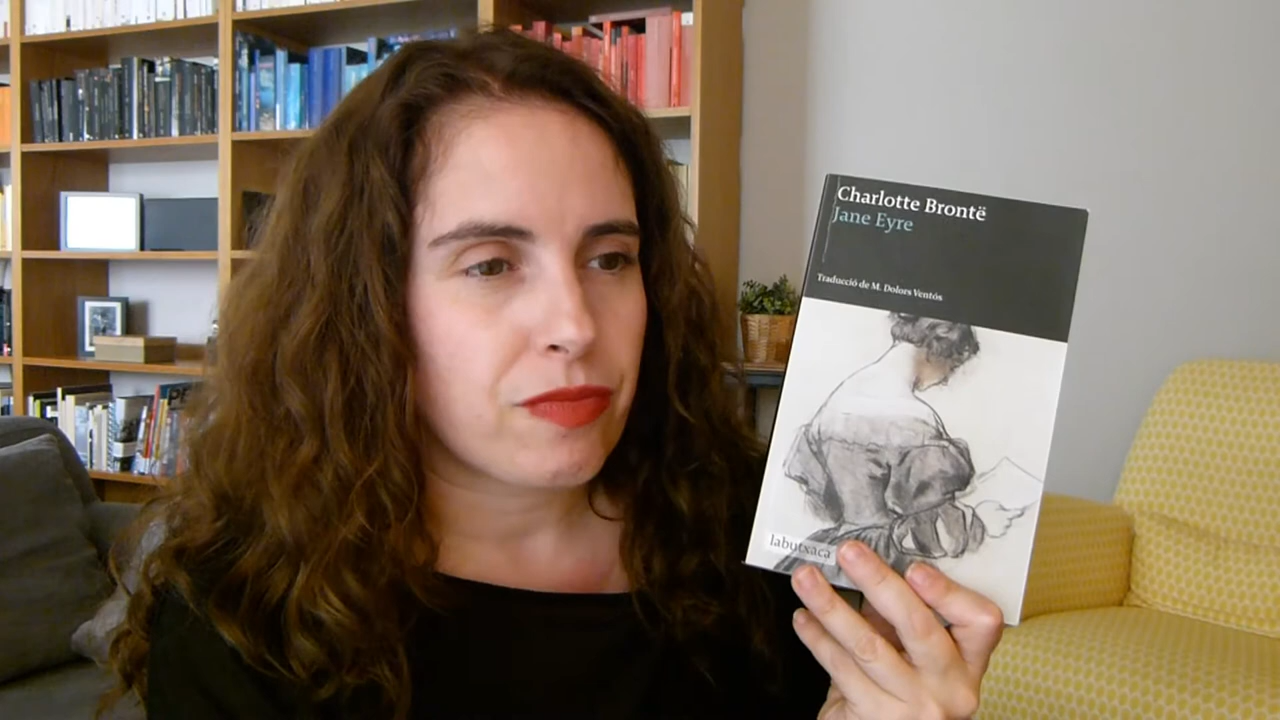 Charlotte Brontë
Jane Eyre
Traducció de M. Dolors Ventós
labutxaca